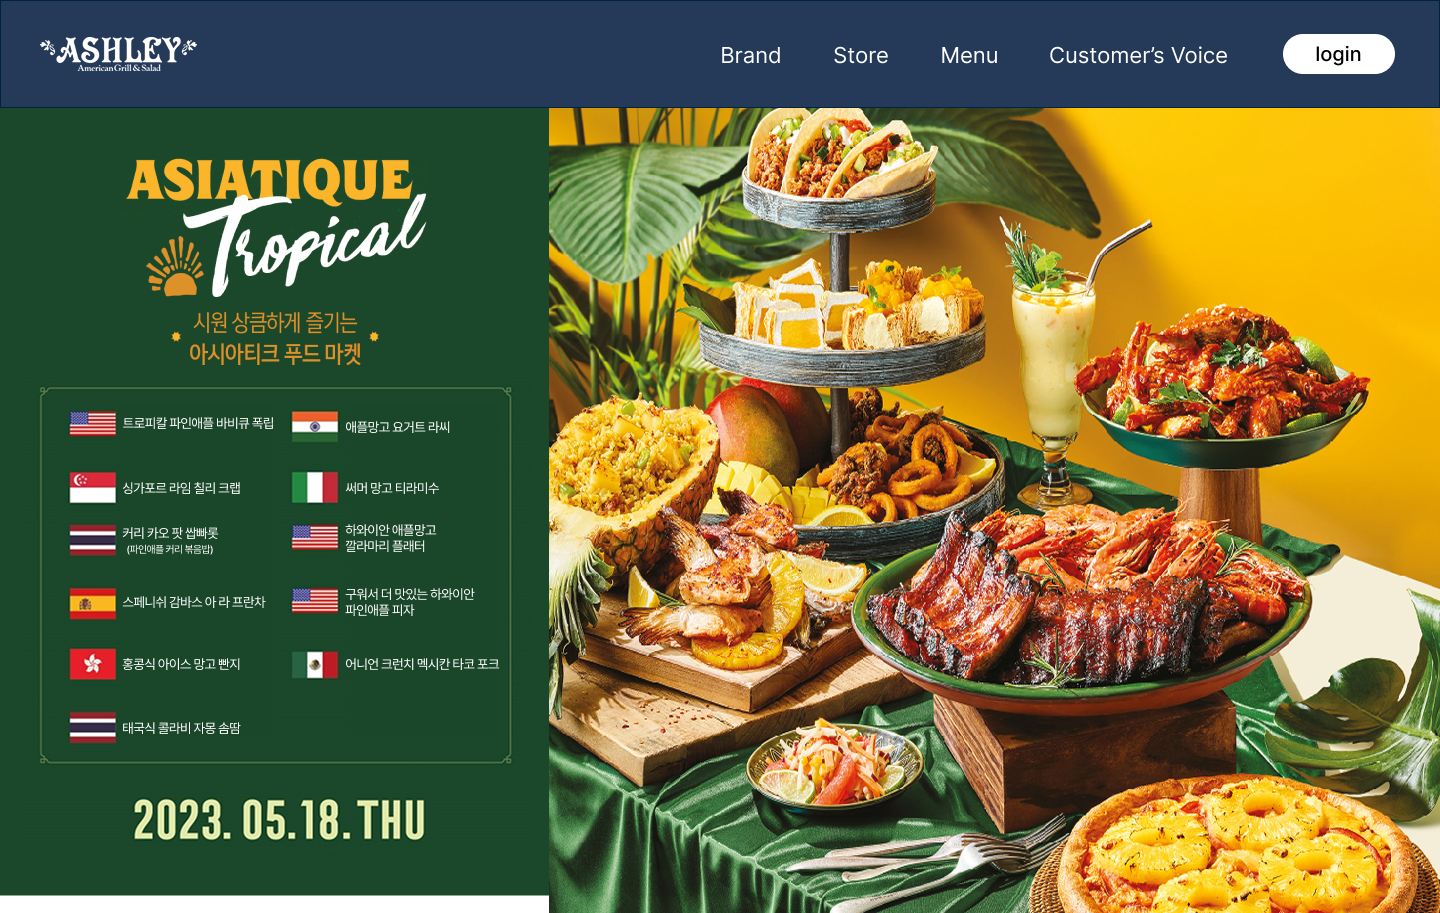 ASHLEY
American Grill & Salad
Brand Store Menu Customer’s Voice login
ASIATIQUE
Tropical
시원 상큼하게 즐기는
아시아티크 푸드 마켓
트로피칼 파인애플 바비큐 폭립
애플망고 요거트 라씨
싱가포르 라임 칠리 크랩
써머 망고 티라미수
커리 카오 팟 쌉빠롯
(파인애플 커리 볶음밥)
하와이안 애플망고
깔라마리 플래터
스페니쉬 감바스 아 라 프란차
구워서 더 맛있는 하와이안
파인애플 피자
홍콩식 아이스 망고 빤지
어니언 크런치 멕시칸 타코 포크
태국식 콜라비 자몽 솜땀
2023. 05.18. THU